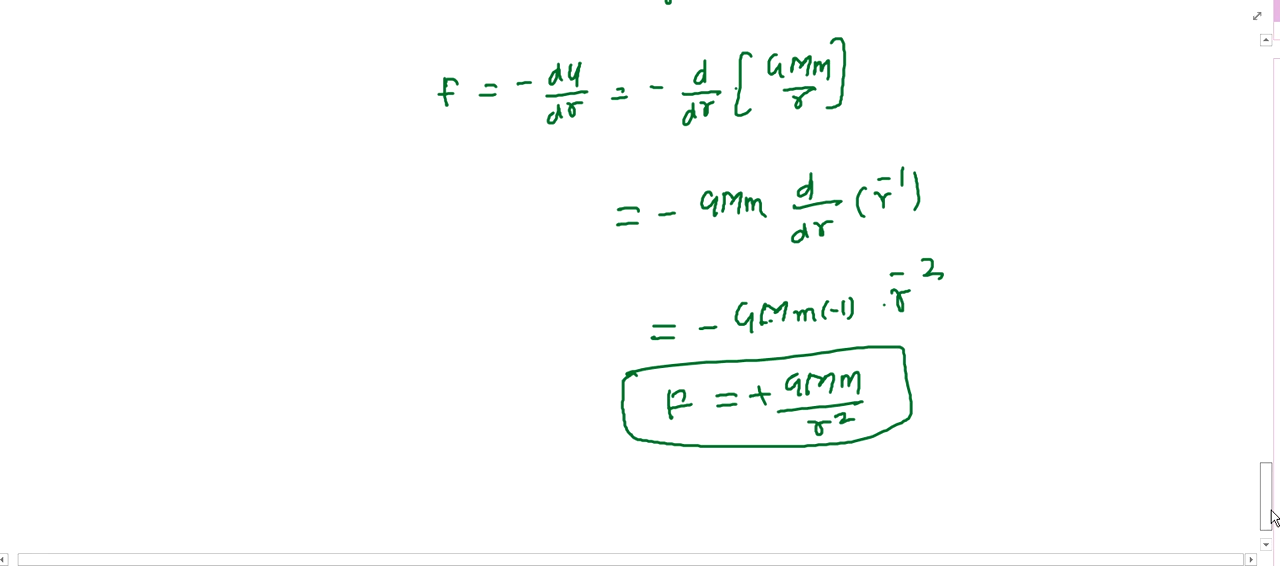 F = - du/dr = - d/dr [GMm/r]
= - GMm d/dr (r⁻¹)
= - GMm(-1) . r⁻²
F = + GMm/r²